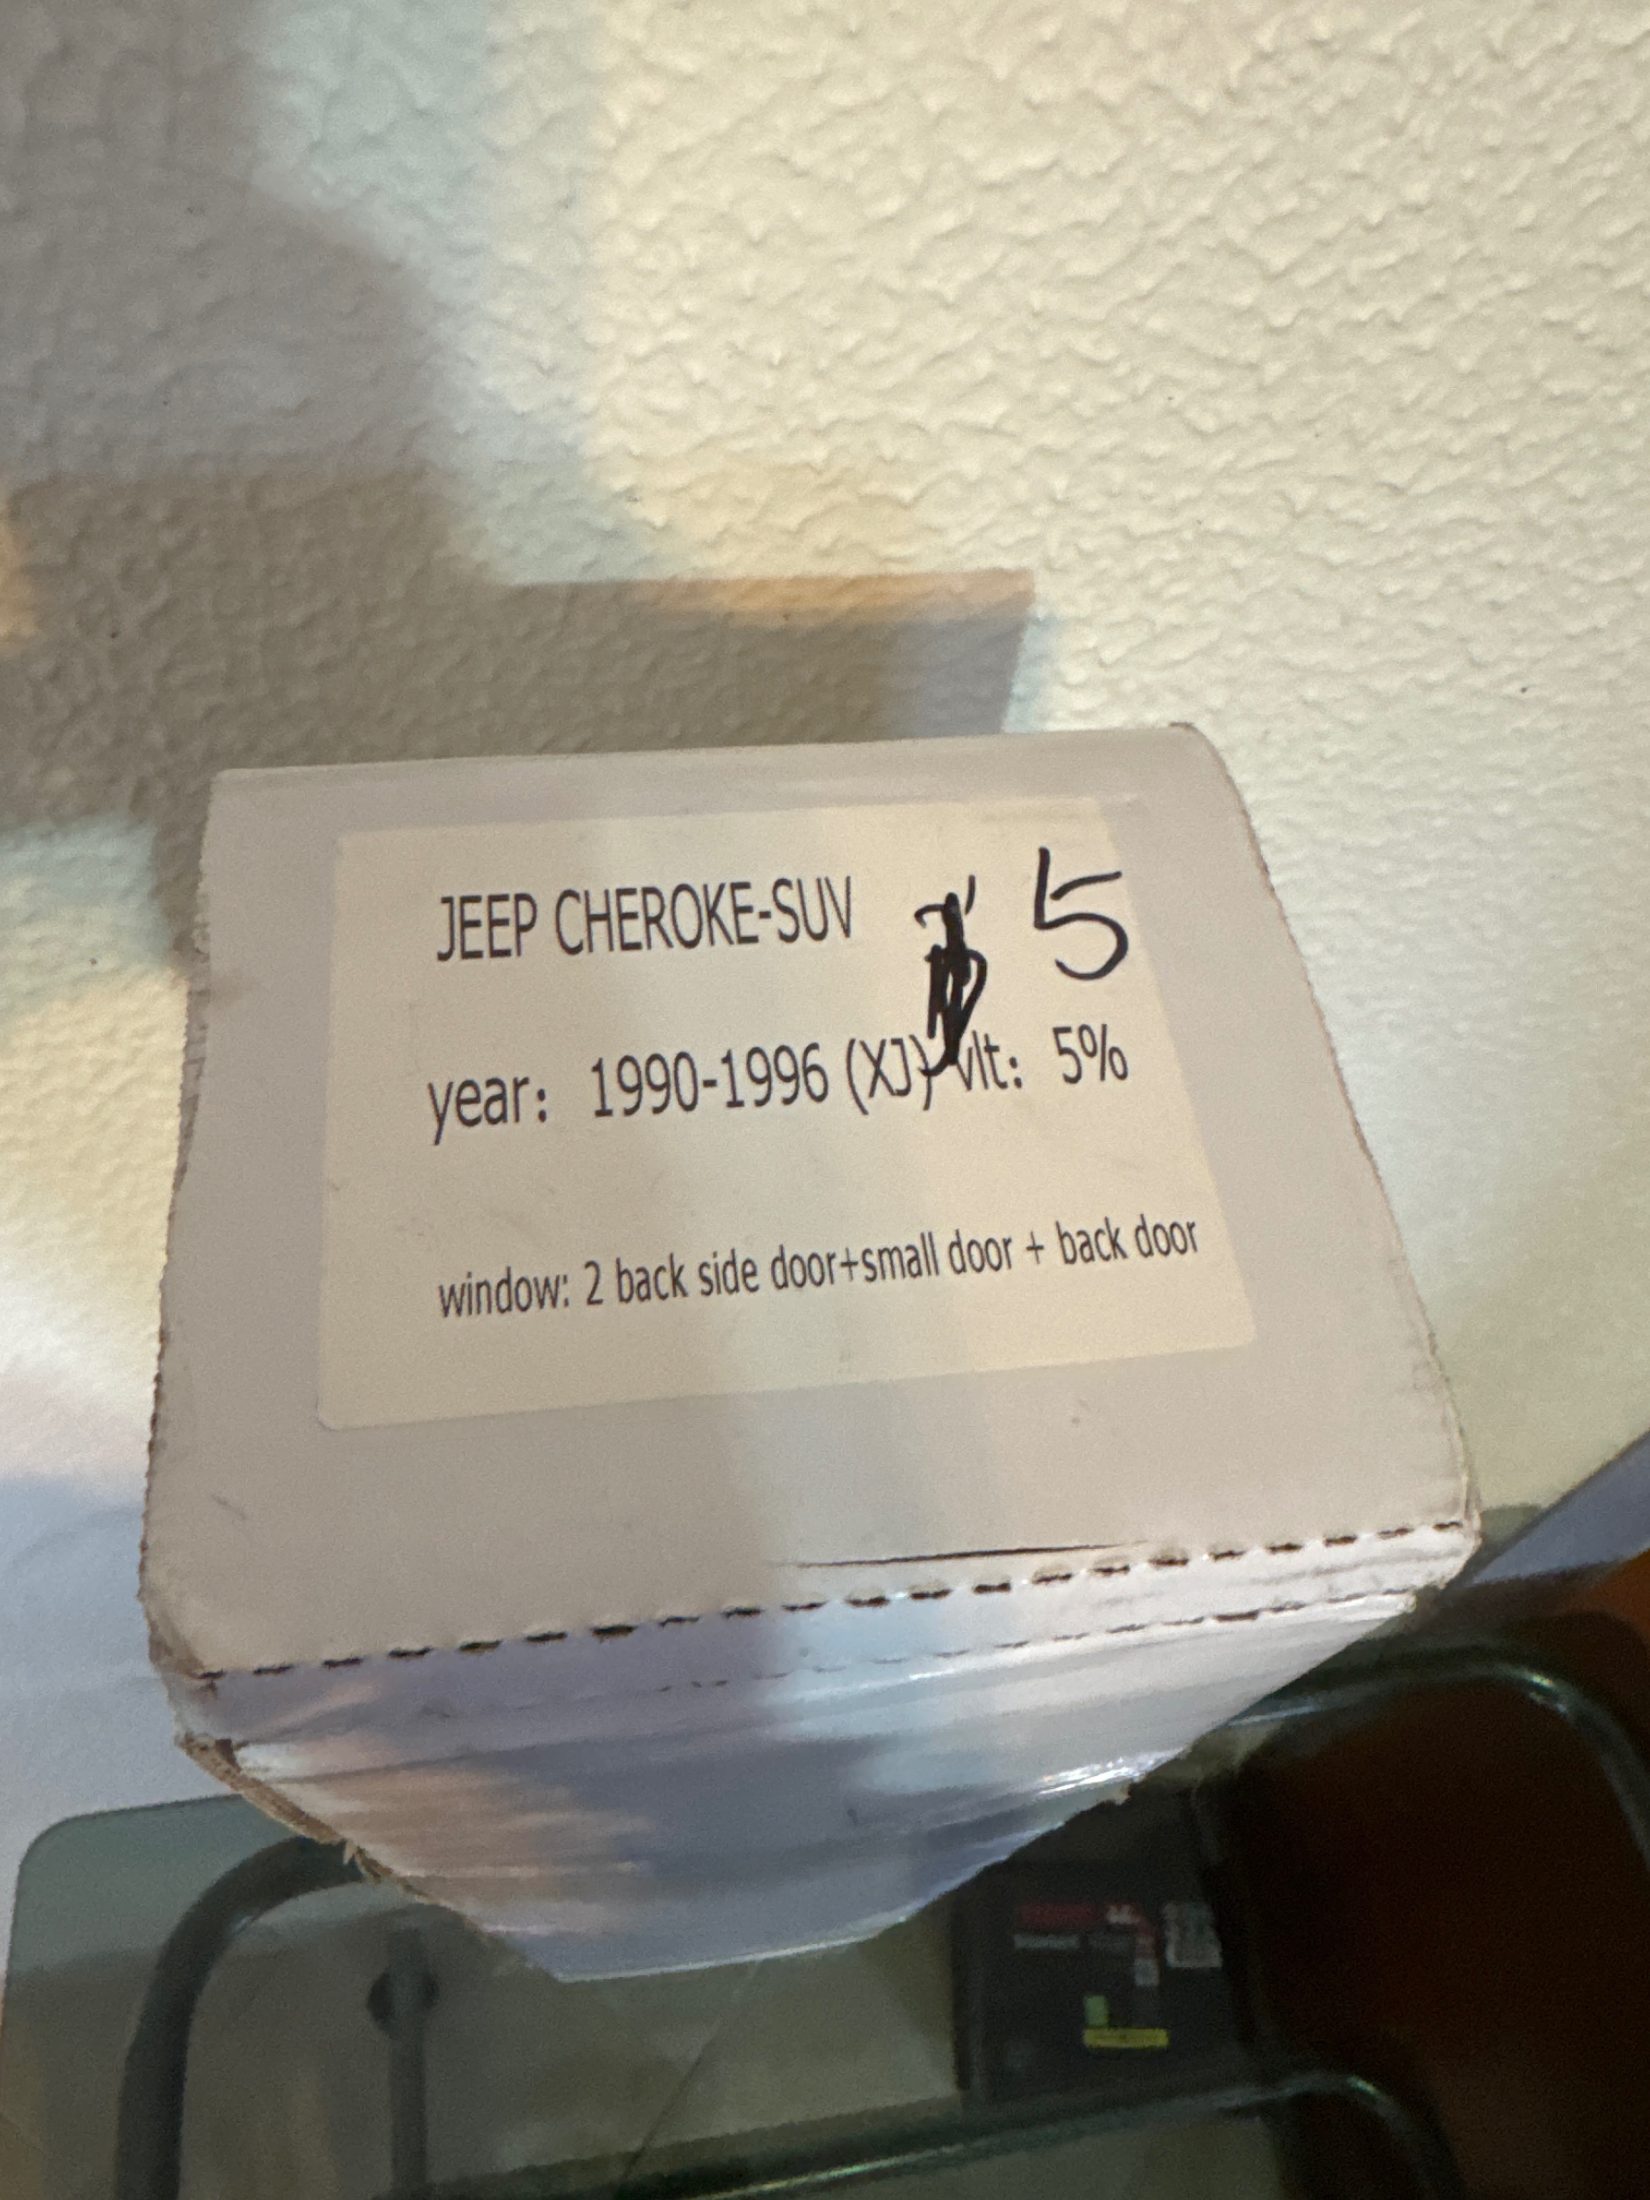 JEEP CHEROKE-SUV 5
year: 1990-1996 (XJ) vlt: 5%
window: 2 back side door+small door + back door